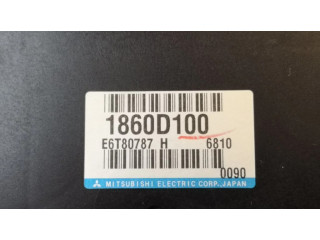 1860D100
E6T80787 H 6810
0090
MITSUBISHI ELECTRIC CORP. JAPAN